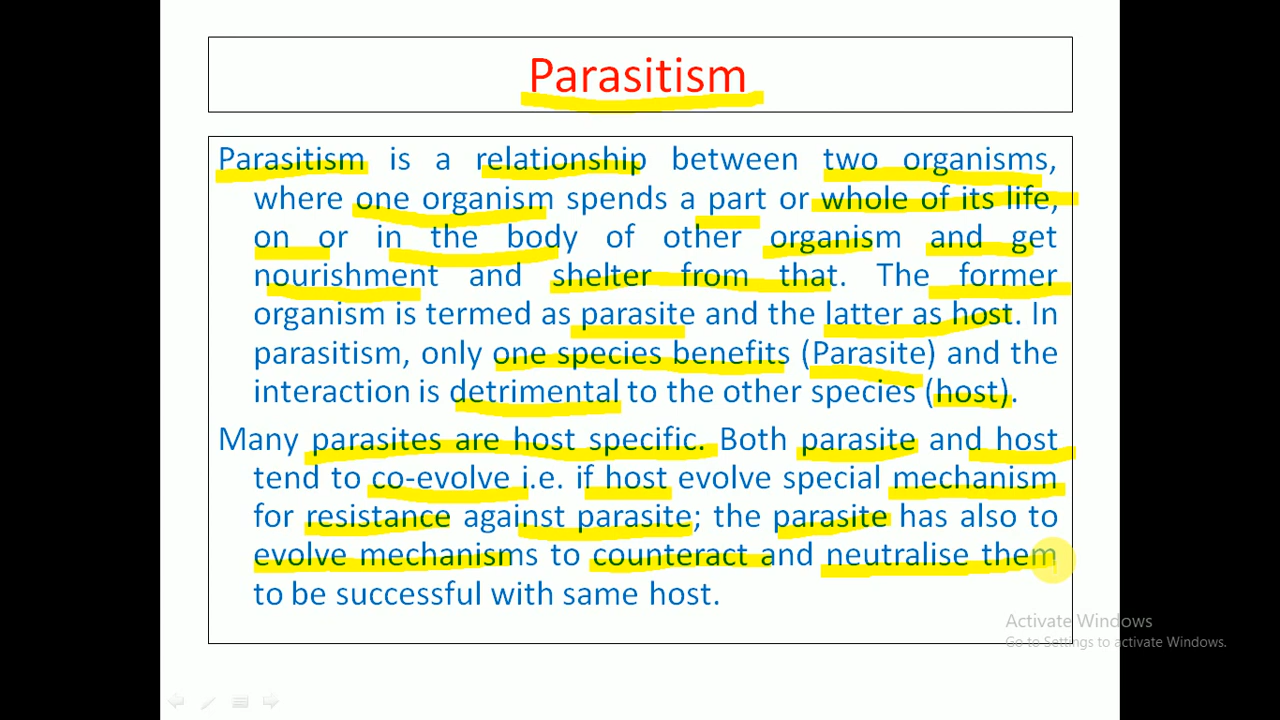 Parasitism
Parasitism is a relationship between two organisms,
where one organism spends a part or whole of its life,
on or in the body of other organism and get
nourishment and shelter from that. The former
organism is termed as parasite and the latter as host. In
parasitism, only one species benefits (Parasite) and the
interaction is detrimental to the other species (host).
Many parasites are host specific. Both parasite and host
tend to co-evolve i.e. if host evolve special mechanism
for resistance against parasite; the parasite has also to
evolve mechanisms to counteract and neutralise them
to be successful with same host.
Activate Windows
Go to Settings to activate Windows.